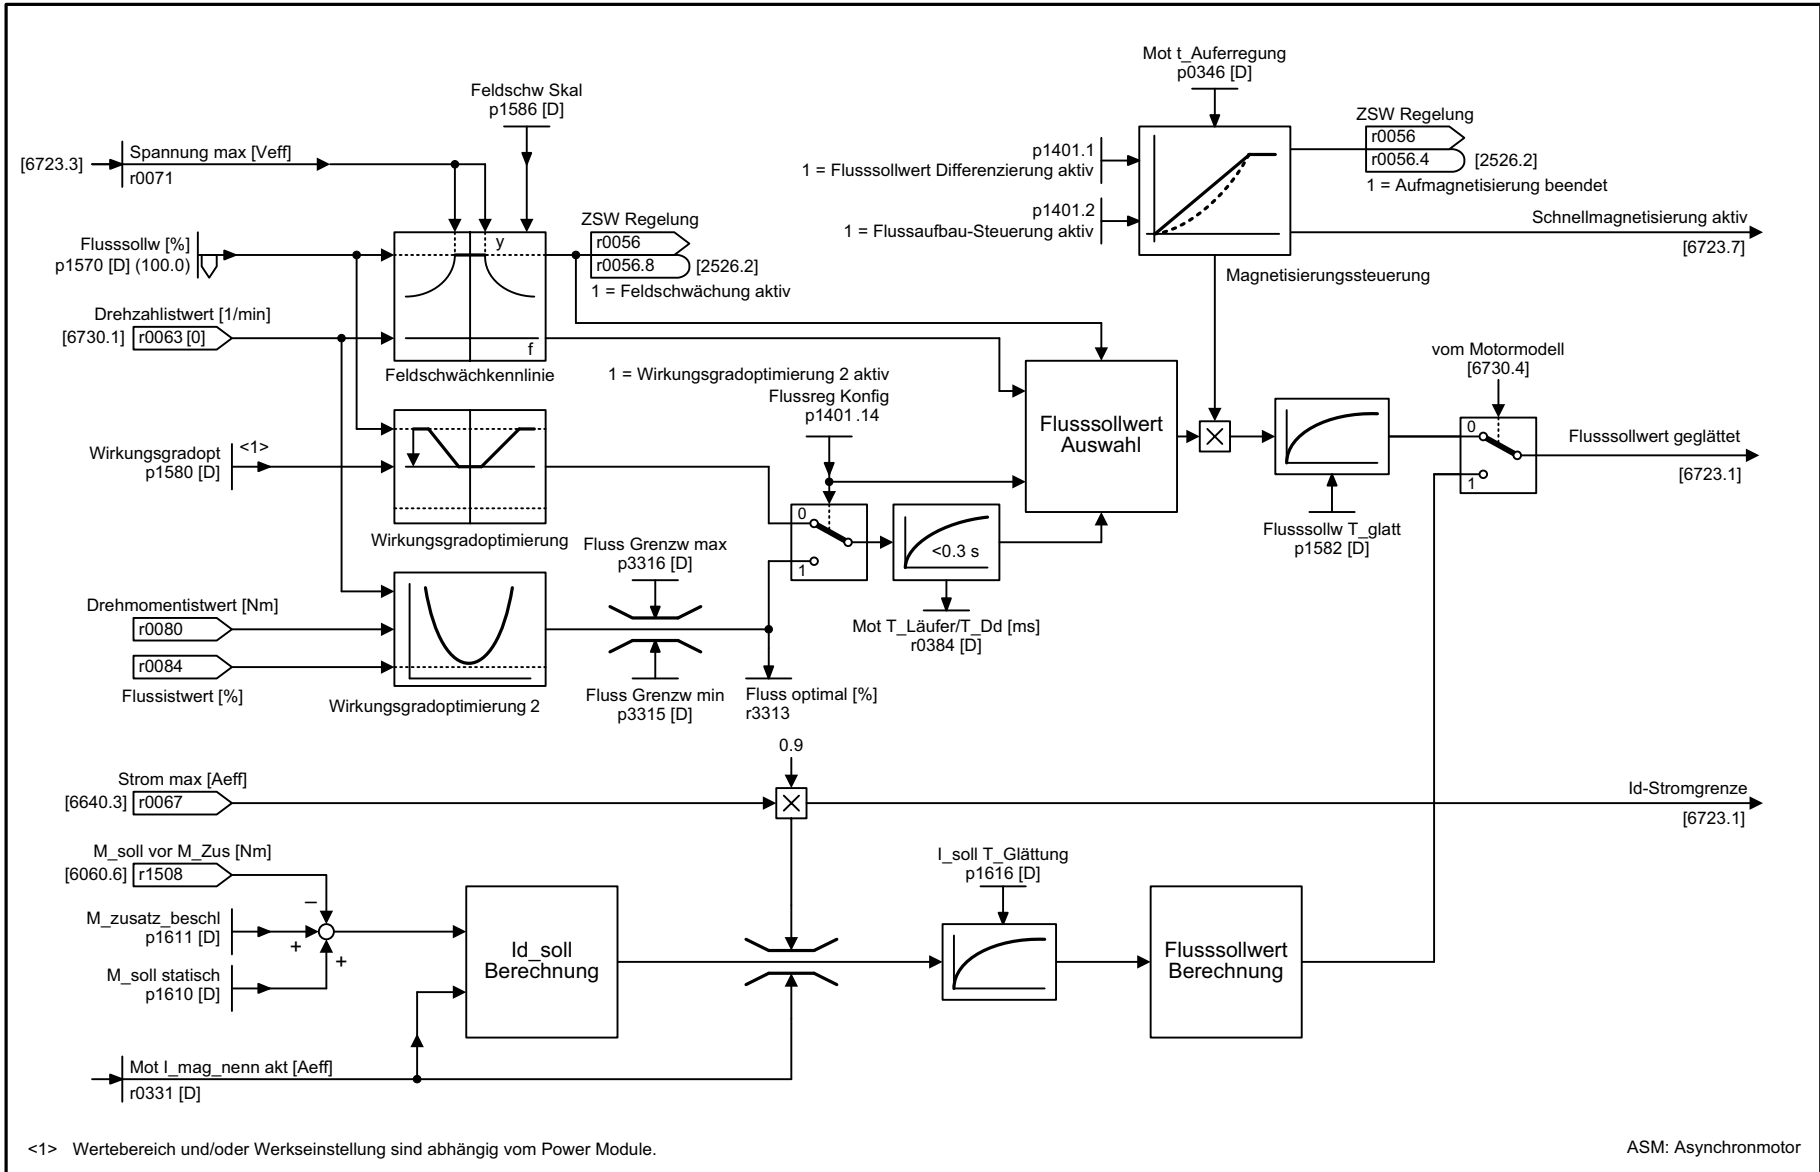 Mot t_Auferregung
p0346 [D]
Feldschw Skal
p1586 [D]
ZSW Regelung
r0056
r0056.4
[2526.2]
1 = Aufmagnetisierung beendet
[6723.3]
Spannung max [Veff]
r0071
p1401.1
1 = Flusssollwert Differenzierung aktiv
p1401.2
1 = Flussaufbau-Steuerung aktiv
Schnellmagnetisierung aktiv
[6723.7]
Magnetisierungssteuerung
Flusssollw [%]
p1570 [D] (100.0)
y
f
ZSW Regelung
r0056
r0056.8
[2526.2]
1 = Feldschwächung aktiv
Drehzahlistwert [1/min]
[6730.1]
r0063 [0]
Feldschwächkennlinie
1 = Wirkungsgradoptimierung 2 aktiv
Flussreg Konfig
p1401 .14
Flusssollwert
Auswahl
vom Motormodell
[6730.4]
0
1
Flusssollwert geglättet
[6723.1]
Wirkungsgradopt
p1580 [D]
<1>
Wirkungsgradoptimierung
0
1
<0.3 s
Flusssollw T_glatt
p1582 [D]
Fluss Grenzw max
p3316 [D]
Mot T_Läufer/T_Dd [ms]
r0384 [D]
Drehmomentistwert [Nm]
r0080
r0084
Flussistwert [%]
Wirkungsgradoptimierung 2
Fluss Grenzw min
p3315 [D]
Fluss optimal [%]
r3313
0.9
Strom max [Aeff]
[6640.3]
r0067
Id-Stromgrenze
[6723.1]
M_soll vor M_Zus [Nm]
[6060.6]
r1508
–
M_zusatz_beschl
p1611 [D]
+
+
M_soll statisch
p1610 [D]
Id_soll
Berechnung
I_soll T_Glättung
p1616 [D]
Flusssollwert
Berechnung
Mot I_mag_nenn akt [Aeff]
r0331 [D]
<1> Wertebereich und/oder Werkseinstellung sind abhängig vom Power Module.
ASM: Asynchronmotor